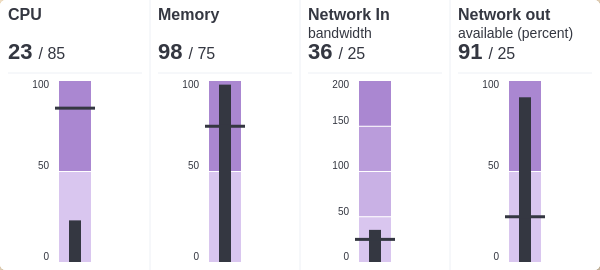 CPU
23 / 85
100
50
0
Memory
98 / 75
100
50
0
Network In
bandwidth
36 / 25
200
150
100
50
0
Network out
available (percent)
91 / 25
100
50
0